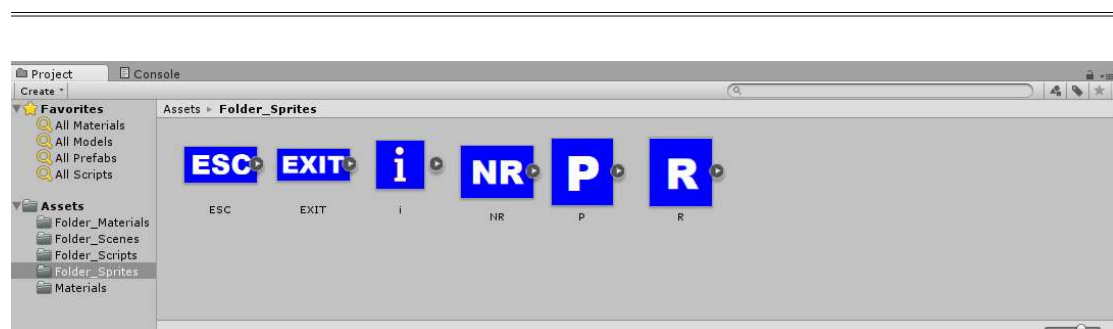 Project Console
Create
Favorites
All Materials
All Models
All Prefabs
All Scripts
Assets
Folder_Materials
Folder_Scenes
Folder_Scripts
Folder_Sprites
Materials
Assets Folder_Sprites
ESC EXIT i NR P R
ESC EXIT i NR P R